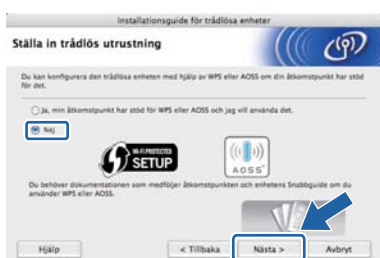 Installationsguide för trådlösa enheter
Ställa in trådlös utrustning
Du kan konfigurera den trådlösa enheten med hjälp av WPS eller AOSS om din åtkomstpunkt har stöd
för det.
Ja, min åtkomstpunkt har stöd för WPS eller AOSS och jag vill använda det.
Nej
WI-FI PROTECTED
SETUP
AOSS
Du behöver dokumentationen som medföljer åtkomstpunkten och enhetens Snabbguide om du
använder WPS eller AOSS.
Hjälp
< Tillbaka
Nästa >
Avbryt